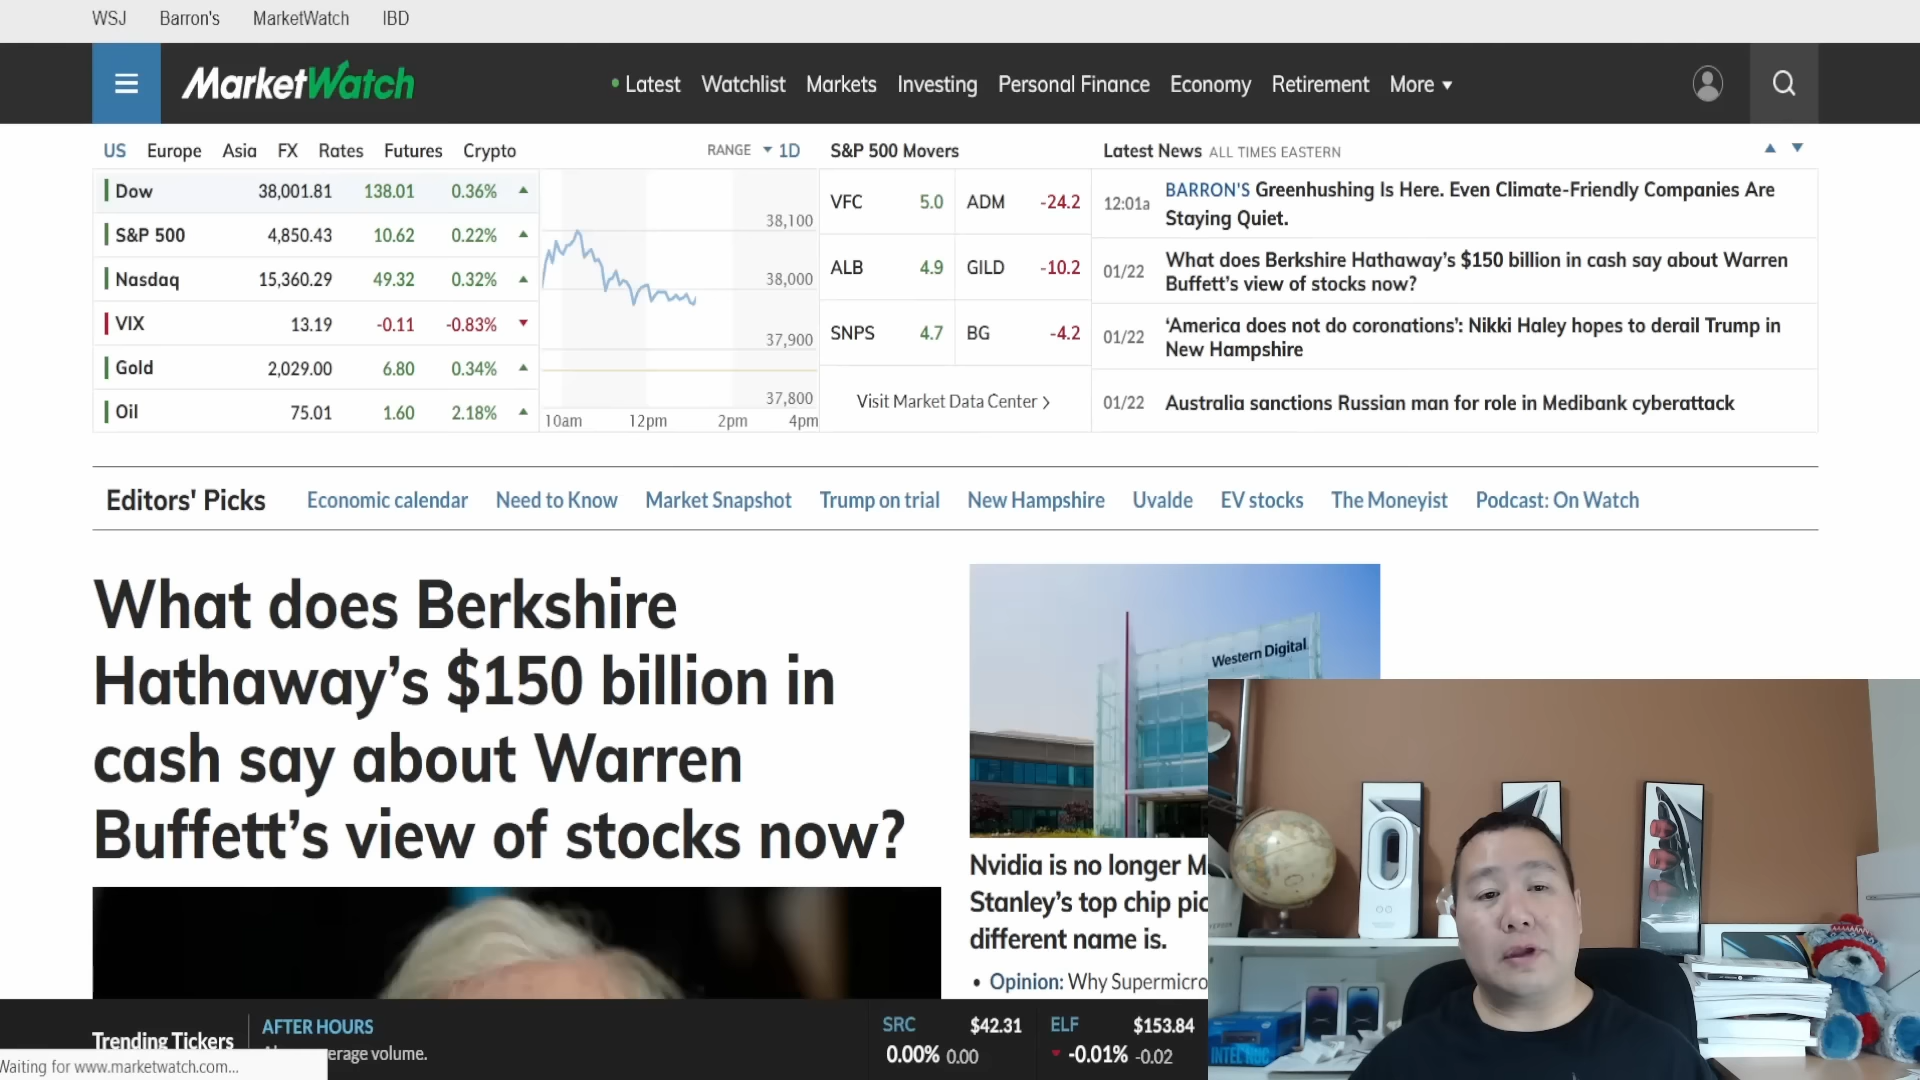 WSJ Barron's MarketWatch IBD
MarketWatch
Latest Watchlist Markets Investing Personal Finance Economy Retirement More
US Europe Asia FX Rates Futures Crypto
RANGE 1D
Dow 38,001.81 138.01 0.36%
S&P 500 4,850.43 10.62 0.22%
Nasdaq 15,360.29 49.32 0.32%
VIX 13.19 -0.11 -0.83%
Gold 2,029.00 6.80 0.34%
Oil 75.01 1.60 2.18%
38,100
38,000
37,900
37,800
10am 12pm 2pm 4pm
S&P 500 Movers
VFC 5.0 ADM -24.2
ALB 4.9 GILD -10.2
SNPS 4.7 BG -4.2
Visit Market Data Center >
Latest News ALL TIMES EASTERN
12:01a BARRON'S Greenhushing Is Here. Even Climate-Friendly Companies Are
Staying Quiet.
01/22 What does Berkshire Hathaway’s $150 billion in cash say about Warren
Buffett’s view of stocks now?
01/22 ‘America does not do coronations’: Nikki Haley hopes to derail Trump in
New Hampshire
01/22 Australia sanctions Russian man for role in Medibank cyberattack
Editors' Picks Economic calendar Need to Know Market Snapshot Trump on trial New Hampshire Uvalde EV stocks The Moneyist Podcast: On Watch
What does Berkshire
Hathaway’s $150 billion in
cash say about Warren
Buffett’s view of stocks now?
Western Digital
Nvidia is no longer M
Stanley’s top chip pic
different name is.
• Opinion: Why Supermicro
Trending Tickers
AFTER HOURS
erage volume.
SRC $42.31
0.00% 0.00
ELF $153.84
-0.01% -0.02
Waiting for www.marketwatch.com...
INTEL NUC